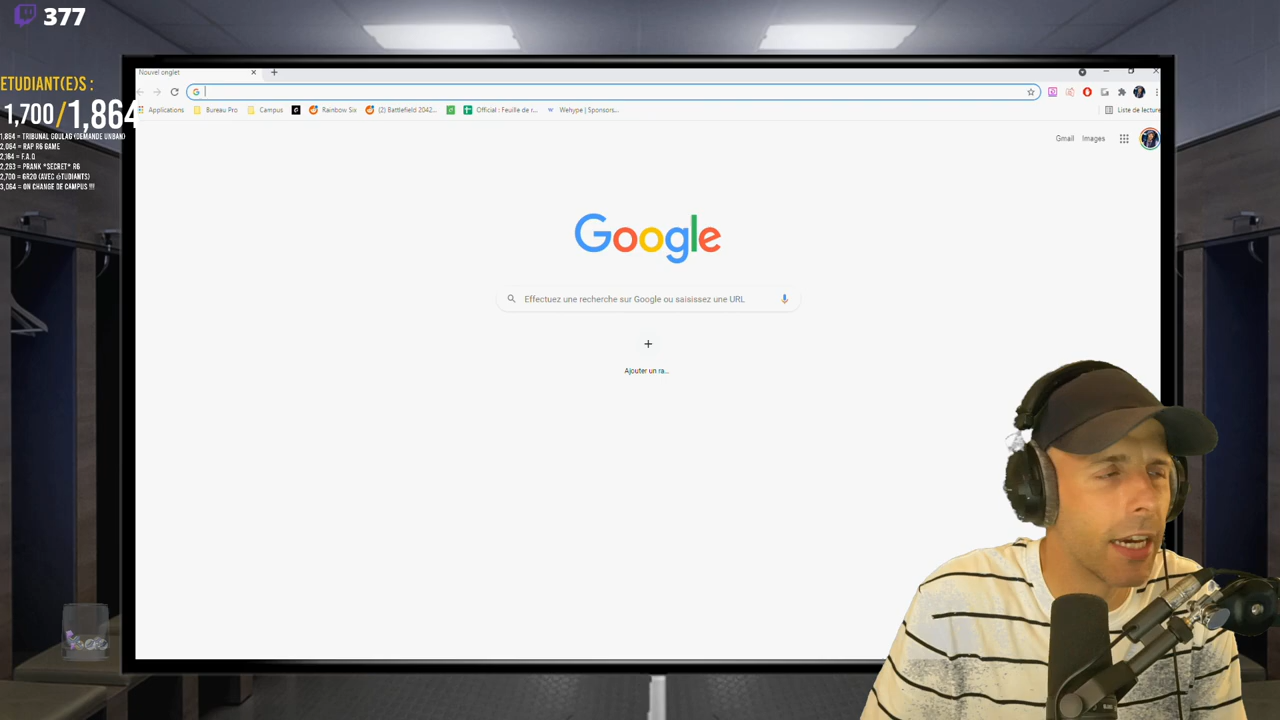 377
ETUDIANT(E)S :
1,700/1,864
1,864 = TRIBUNAL GOULAG (DEMANDE UNBAN)
2,064 = RAP R6 GAME
2,164 = F.A.Q
2,263 = PRANK *SECRET* R6
2,700 = GR20 (AVEC éTUDIANTS)
3,064 = ON CHANGE DE CAMPUS !!!
Nouvel onglet
Applications Bureau Pro Campus Rainbow Six (2) Battlefield 2042... Official : Feuille de r... Wehype | Sponsors... Liste de lecture
Gmail Images
Google
Effectuez une recherche sur Google ou saisissez une URL
Ajouter un ra...